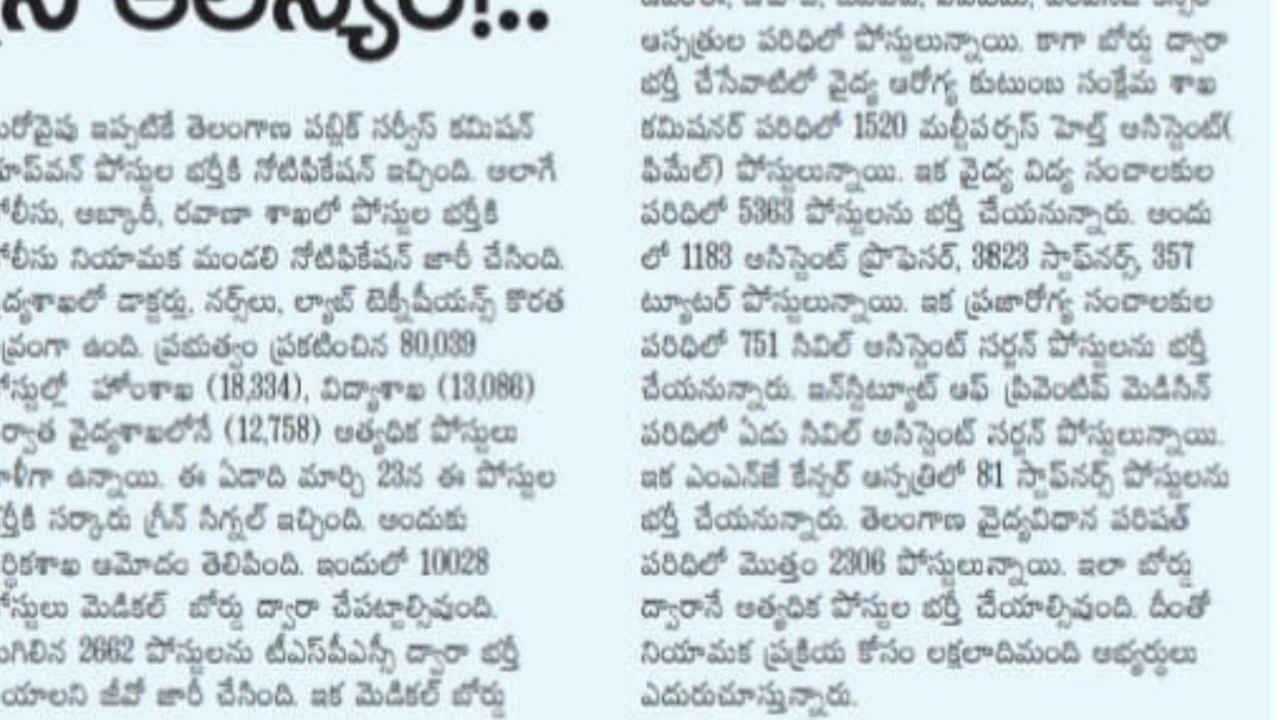 ఆలస్యం!..
ఇప్పటికే తెలంగాణ పబ్లిక్ సర్వీస్ కమిషన్
పోస్టుల భర్తీకి నోటిఫికేషన్ ఇచ్చింది. అలాగే
అబ్కారీ, రవాణా శాఖలో పోస్టుల భర్తీకి
నియామక మండలి నోటిఫికేషన్ జారీ చేసింది.
డాక్టర్లు, నర్స్‌లు, ల్యాబ్ టెక్నీషియన్స్ కొరత
ఉంది. ప్రభుత్వం ప్రకటించిన 80,039
హోంశాఖ (18,334), విద్యాశాఖ (13,086)
వైద్యశాఖలోనే (12,758) అత్యధిక పోస్టులు
ఉన్నాయి. ఈ ఏడాది మార్చి 23న ఈ పోస్టుల
సర్కారు గ్రీన్ సిగ్నల్ ఇచ్చింది. అందుకు
ఆమోదం తెలిపింది. ఇందులో 10028
మెడికల్ బోర్డు ద్వారా చేపట్టాల్సివుంది.
2662 పోస్టులను టీఎస్‌పీఎస్సీ ద్వారా భర్తీ
జీవో జారీ చేసింది. ఇక మెడికల్ బోర్డు
ఆస్పత్రుల పరిధిలో పోస్టులున్నాయి. కాగా బోర్డు ద్వారా
భర్తీ చేసేవాటిలో వైద్య ఆరోగ్య కుటుంబ సంక్షేమ శాఖ
కమిషనర్ పరిధిలో 1520 మల్టీపర్పస్ హెల్త్ అసిస్టెంట్(
ఫిమేల్) పోస్టులున్నాయి. ఇక వైద్య విద్య సంచాలకుల
పరిధిలో 5363 పోస్టులను భర్తీ చేయనున్నారు. అందు
లో 1183 అసిస్టెంట్ ప్రొఫెసర్, 3823 స్టాఫ్‌నర్స్, 357
ట్యూటర్ పోస్టులున్నాయి. ఇక ప్రజారోగ్య సంచాలకుల
పరిధిలో 751 సివిల్ అసిస్టెంట్ సర్జన్ పోస్టులను భర్తీ
చేయనున్నారు. ఇన్‌స్టిట్యూట్ ఆఫ్ ప్రివెంటివ్ మెడిసిన్
పరిధిలో ఏడు సివిల్ అసిస్టెంట్ సర్జన్ పోస్టులున్నాయి.
ఇక ఎంఎన్‌జే కేన్సర్ ఆస్పత్రిలో 81 స్టాఫ్‌నర్స్ పోస్టులను
భర్తీ చేయనున్నారు. తెలంగాణ వైద్యవిధాన పరిషత్
పరిధిలో మొత్తం 2306 పోస్టులున్నాయి. ఇలా బోర్డు
ద్వారానే అత్యధిక పోస్టుల భర్తీ చేయాల్సివుంది. దీంతో
నియామక ప్రక్రియ కోసం లక్షలాదిమంది అభ్యర్థులు
ఎదురుచూస్తున్నారు.